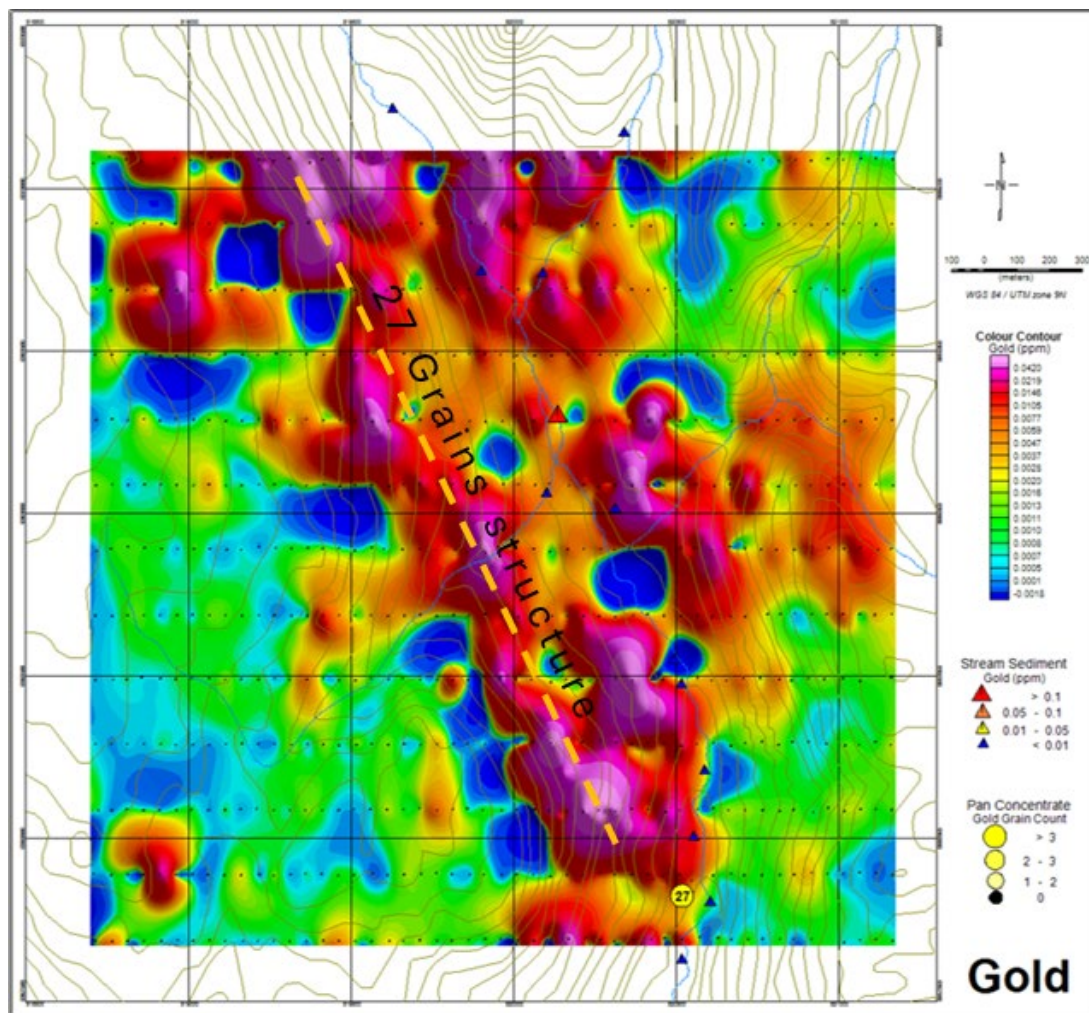 100 0 100 200 300
(meters)
WGS 84 / UTM zone 9N
Colour Contour
Gold (ppm)
0.0420
0.0219
0.0146
0.0105
0.0077
0.0059
0.0047
0.0037
0.0028
0.0020
0.0016
0.0013
0.0011
0.0010
0.0008
0.0007
0.0005
0.0001
-0.0018
27 Grains structure
27
Stream Sediment
Gold (ppm)
> 0.1
0.05 - 0.1
0.01 - 0.05
< 0.01
Pan Concentrate
Gold Grain Count
> 3
2 - 3
1 - 2
0
Gold